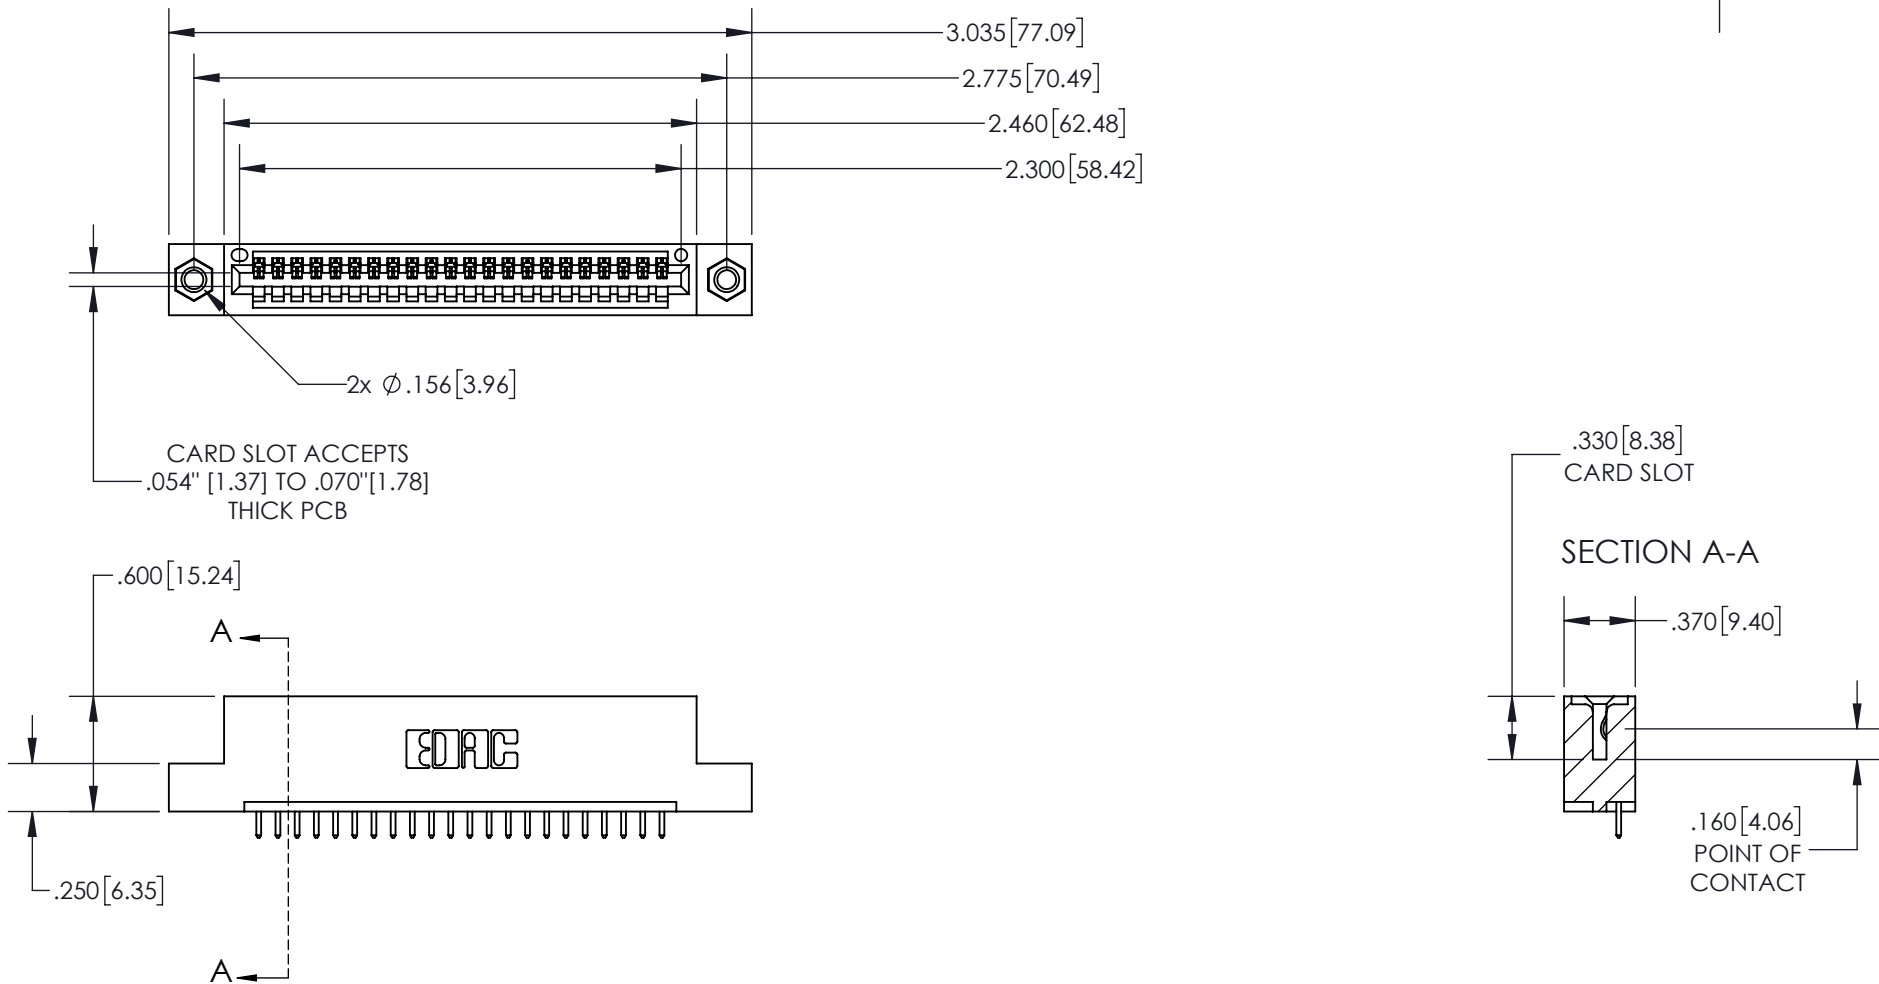 3.035[77.09]
2.775[70.49]
2.460[62.48]
2.300[58.42]
2x Ø.156[3.96]
CARD SLOT ACCEPTS
.054" [1.37] TO .070"[1.78]
THICK PCB
.330[8.38]
CARD SLOT
SECTION A-A
.600[15.24]
.370[9.40]
A
EDAC
.160[4.06]
POINT OF
CONTACT
.250[6.35]
A